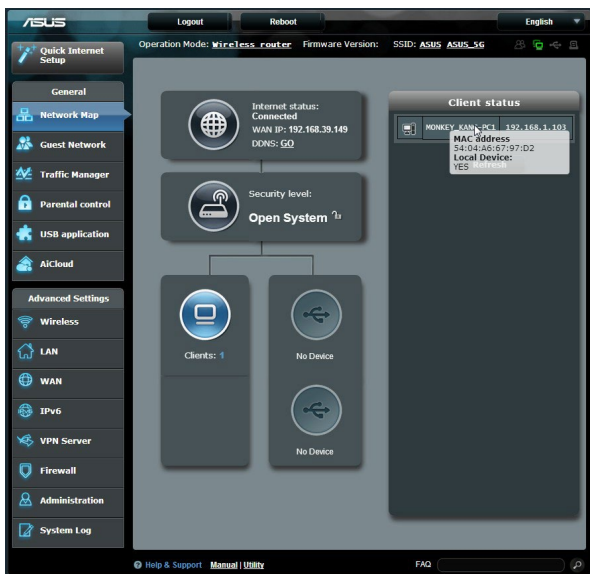 ASUS
Logout
Reboot
English
Quick Internet
Setup
Operation Mode: Wireless router Firmware Version: SSID: ASUS ASUS_5G
General
Network Map
Guest Network
Traffic Manager
Parental control
USB application
AiCloud
Advanced Settings
Wireless
LAN
WAN
IPv6
VPN Server
Firewall
Administration
System Log
Internet status:
Connected
WAN IP: 192.168.39.149
DDNS: GO
Security level:
Open System
Clients: 1
No Device
No Device
Client status
MONKEY_KANG-PC1 192.168.1.103
MAC address
54:04:A6:67:97:D2
Local Device:
YES
Refresh
Help & Support Manual | Utility
FAQ